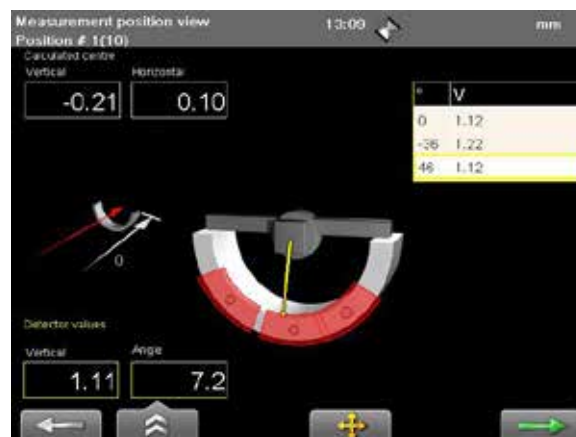 Measurement position view 13:09 mm
Position # 1(10)
Calculated centre
Vertical Horizontal
-0.21 0.10
° V
0 1.12
-36 1.22
46 1.12
0
Detector values
Vertical Angle
1.11 7.2